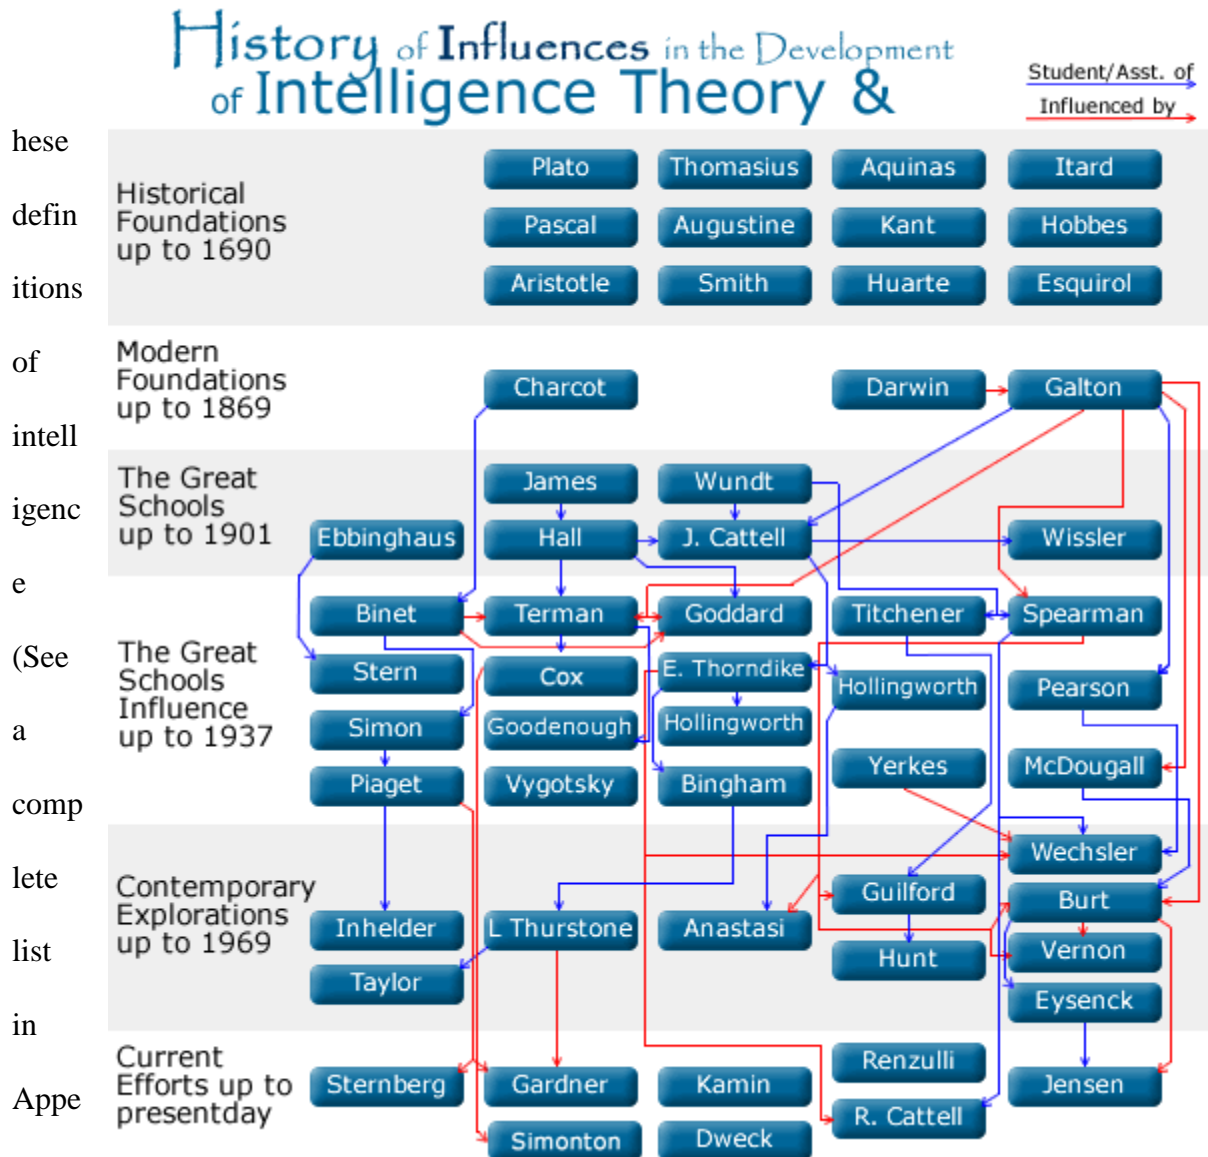 History of Influences in the Development
of Intelligence Theory &
Student/Asst. of
Influenced by
hese
defin
itions
of
intell
igenc
e
(See
a
comp
lete
list
in
Appe
Historical
Foundations
up to 1690
Plato
Thomasius
Aquinas
Itard
Pascal
Augustine
Kant
Hobbes
Aristotle
Smith
Huarte
Esquirol
Modern
Foundations
up to 1869
Charcot
Darwin
Galton
The Great
Schools
up to 1901
James
Wundt
Ebbinghaus
Hall
J. Cattell
Wissler
The Great
Schools
Influence
up to 1937
Binet
Terman
Goddard
Titchener
Spearman
Stern
Cox
E. Thorndike
Hollingworth
Pearson
Simon
Goodenough
Hollingworth
Piaget
Vygotsky
Bingham
Yerkes
McDougall
Contemporary
Explorations
up to 1969
Wechsler
Guilford
Burt
Inhelder
L Thurstone
Anastasi
Hunt
Vernon
Taylor
Eysenck
Current
Efforts up to
presentday
Renzulli
Sternberg
Gardner
Kamin
Jensen
R. Cattell
Simonton
Dweck